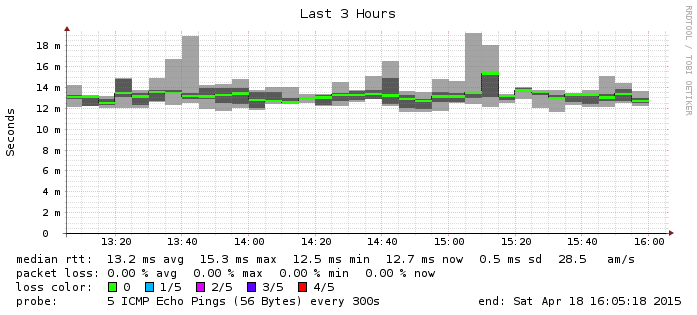 Last 3 Hours
RRDTOOL / TOBI OETIKER
Seconds
18 m
16 m
14 m
12 m
10 m
8 m
6 m
4 m
2 m
0
13:20 13:40 14:00 14:20 14:40 15:00 15:20 15:40 16:00
median rtt: 13.2 ms avg 15.3 ms max 12.5 ms min 12.7 ms now 0.5 ms sd 28.5 am/s
packet loss: 0.00 % avg 0.00 % max 0.00 % min 0.00 % now
loss color: 0 1/5 2/5 3/5 4/5
probe: 5 ICMP Echo Pings (56 Bytes) every 300s end: Sat Apr 18 16:05:18 2015